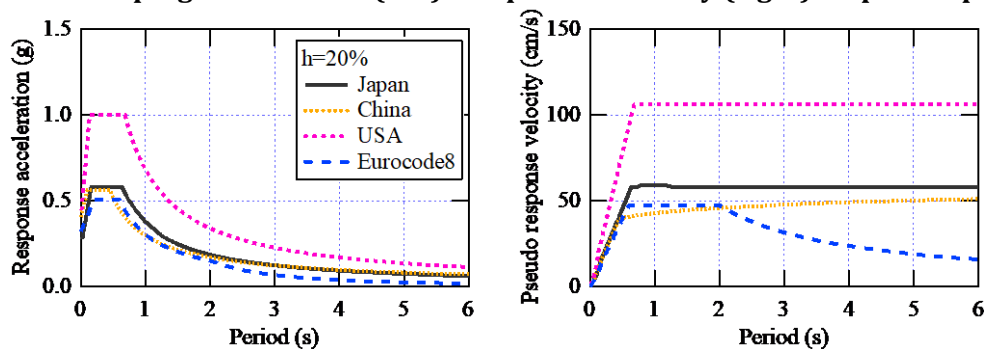 1.5
1.0
0.5
0.0
Response acceleration (g)
h=20%
Japan
China
USA
Eurocode8
0 1 2 3 4 5 6
Period (s)
150
100
50
0
Pseudo response velocity (cm/s)
0 1 2 3 4 5 6
Period (s)